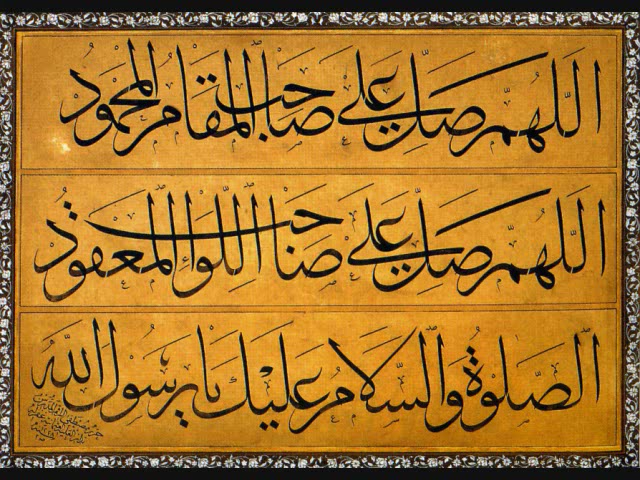 اللهم صل على صاحب المقام المحمود
اللهم صل على صاحب اللواء المعقود
الصلوة والسلام عليك يا رسول الله